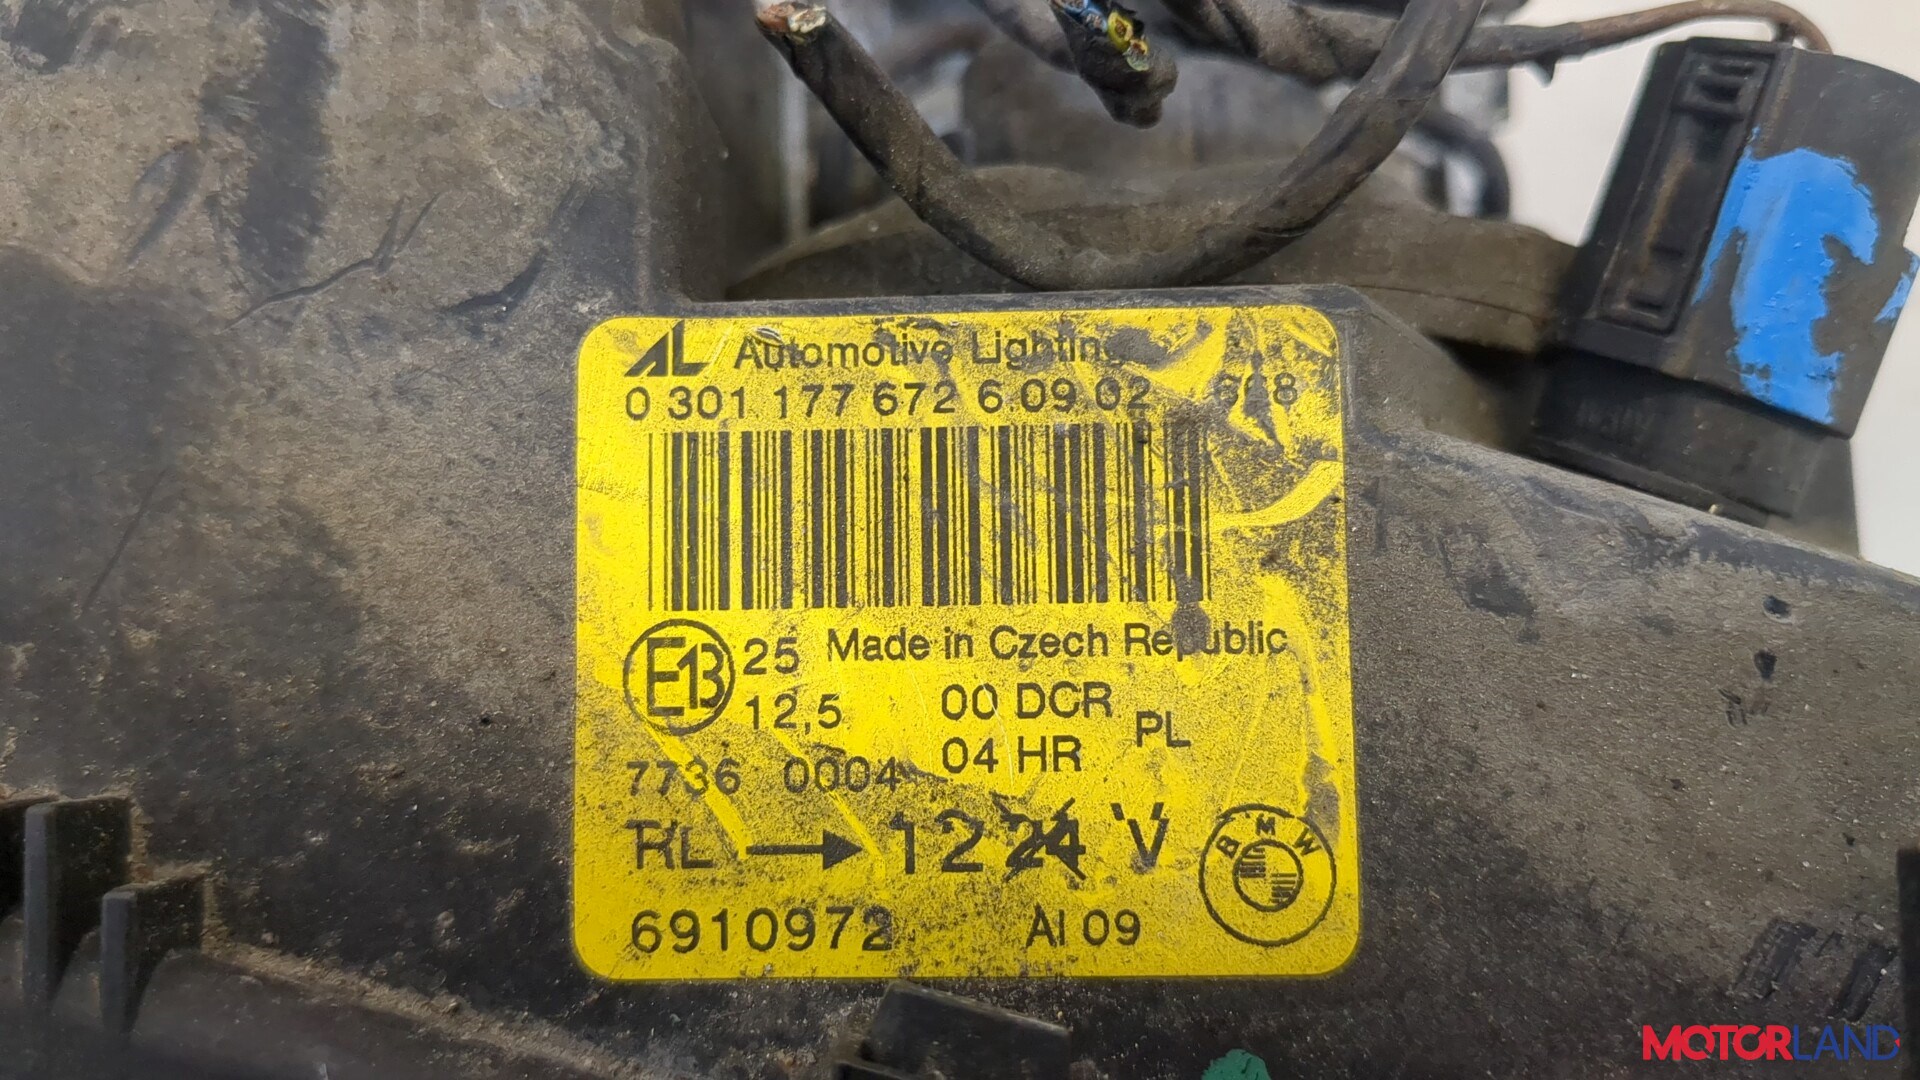 AL Automotive Lighting
0 301 177 672 6.09 02 608
E13 25 Made in Czech Republic
12,5 00 DCR PL
04 HR
7736 0004
R/L → 12 24 V
BMW
6910972 AI 09
MOTORLAND